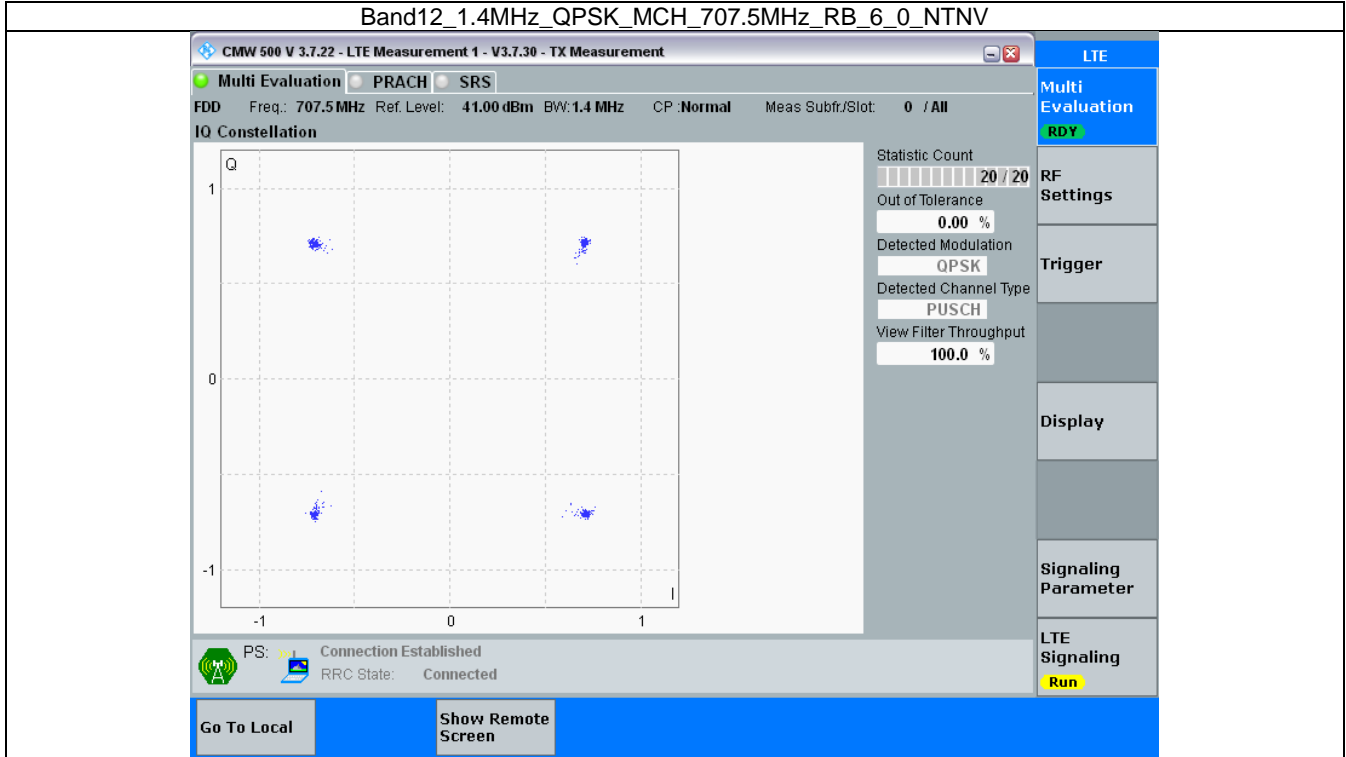 Band12_1.4MHz_QPSK_MCH_707.5MHz_RB_6_0_NTNV
CMW 500 V 3.7.22 - LTE Measurement 1 - V3.7.30 - TX Measurement
LTE
Multi Evaluation PRACH SRS
FDD Freq.: 707.5 MHz Ref. Level: 41.00 dBm BW: 1.4 MHz CP :Normal Meas Subfr./Slot: 0 / All
IQ Constellation
Q
1
0
-1
I
-1 0 1
Statistic Count
20 / 20
Out of Tolerance
0.00 %
Detected Modulation
QPSK
Detected Channel Type
PUSCH
View Filter Throughput
100.0 %
Multi
Evaluation
RDY
RF
Settings
Trigger
Display
Signaling
Parameter
LTE
Signaling
Run
PS: Connection Established
RRC State: Connected
Go To Local
Show Remote
Screen